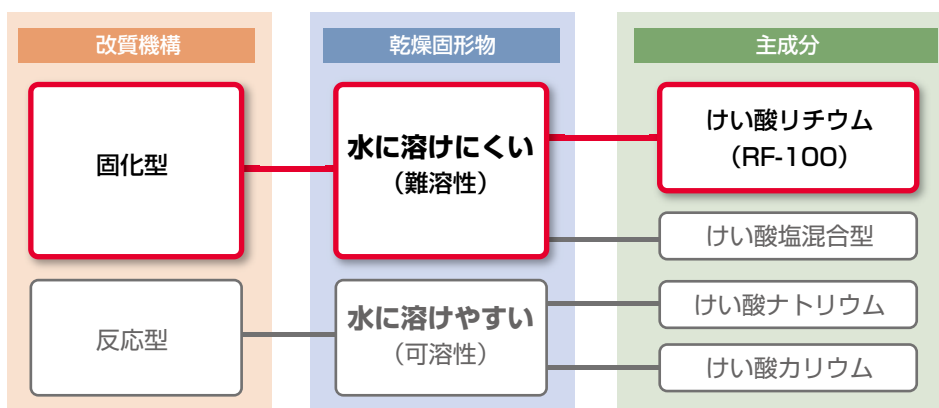 改質機構
乾燥固形物
主成分
固化型
水に溶けにくい
（難溶性）
けい酸リチウム
（RF-100）
けい酸塩混合型
反応型
水に溶けやすい
（可溶性）
けい酸ナトリウム
けい酸カリウム